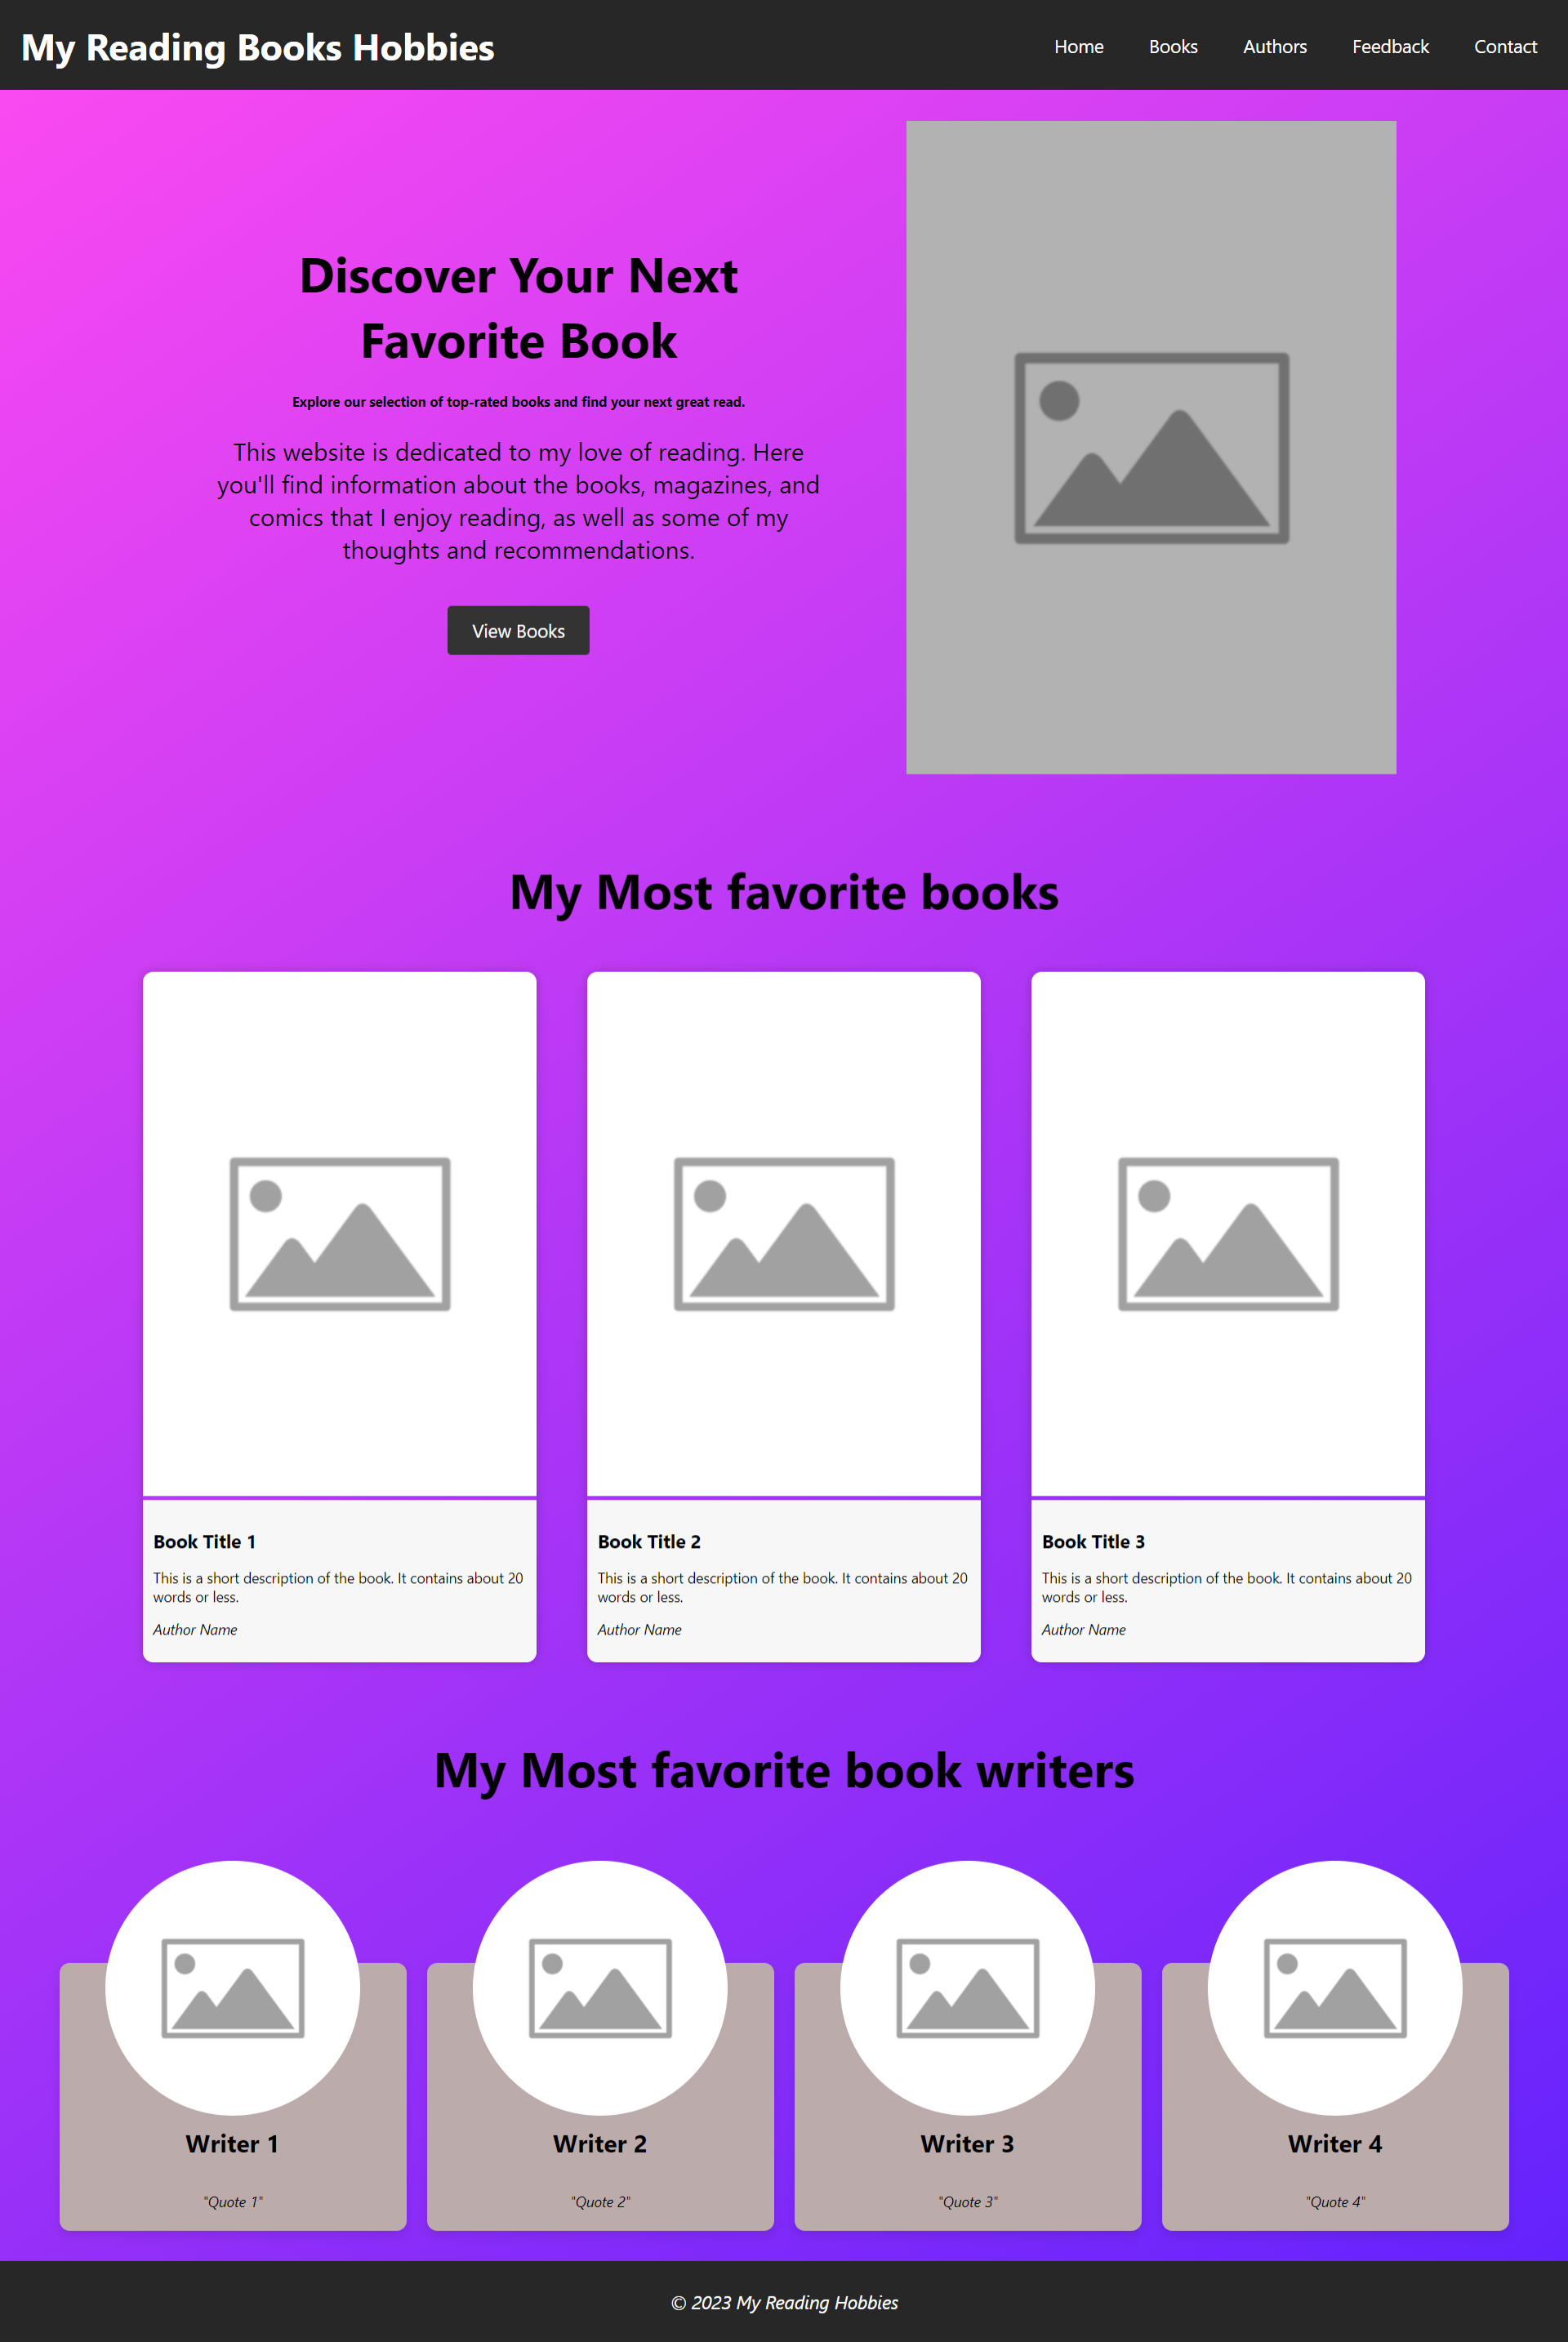 My Reading Books Hobbies
Home Books Authors Feedback Contact
Discover Your Next
Favorite Book
Explore our selection of top-rated books and find your next great read.
This website is dedicated to my love of reading. Here
you'll find information about the books, magazines, and
comics that I enjoy reading, as well as some of my
thoughts and recommendations.
View Books
My Most favorite books
Book Title 1
This is a short description of the book. It contains about 20
words or less.
Author Name
Book Title 2
This is a short description of the book. It contains about 20
words or less.
Author Name
Book Title 3
This is a short description of the book. It contains about 20
words or less.
Author Name
My Most favorite book writers
Writer 1
"Quote 1"
Writer 2
"Quote 2"
Writer 3
"Quote 3"
Writer 4
"Quote 4"
© 2023 My Reading Hobbies